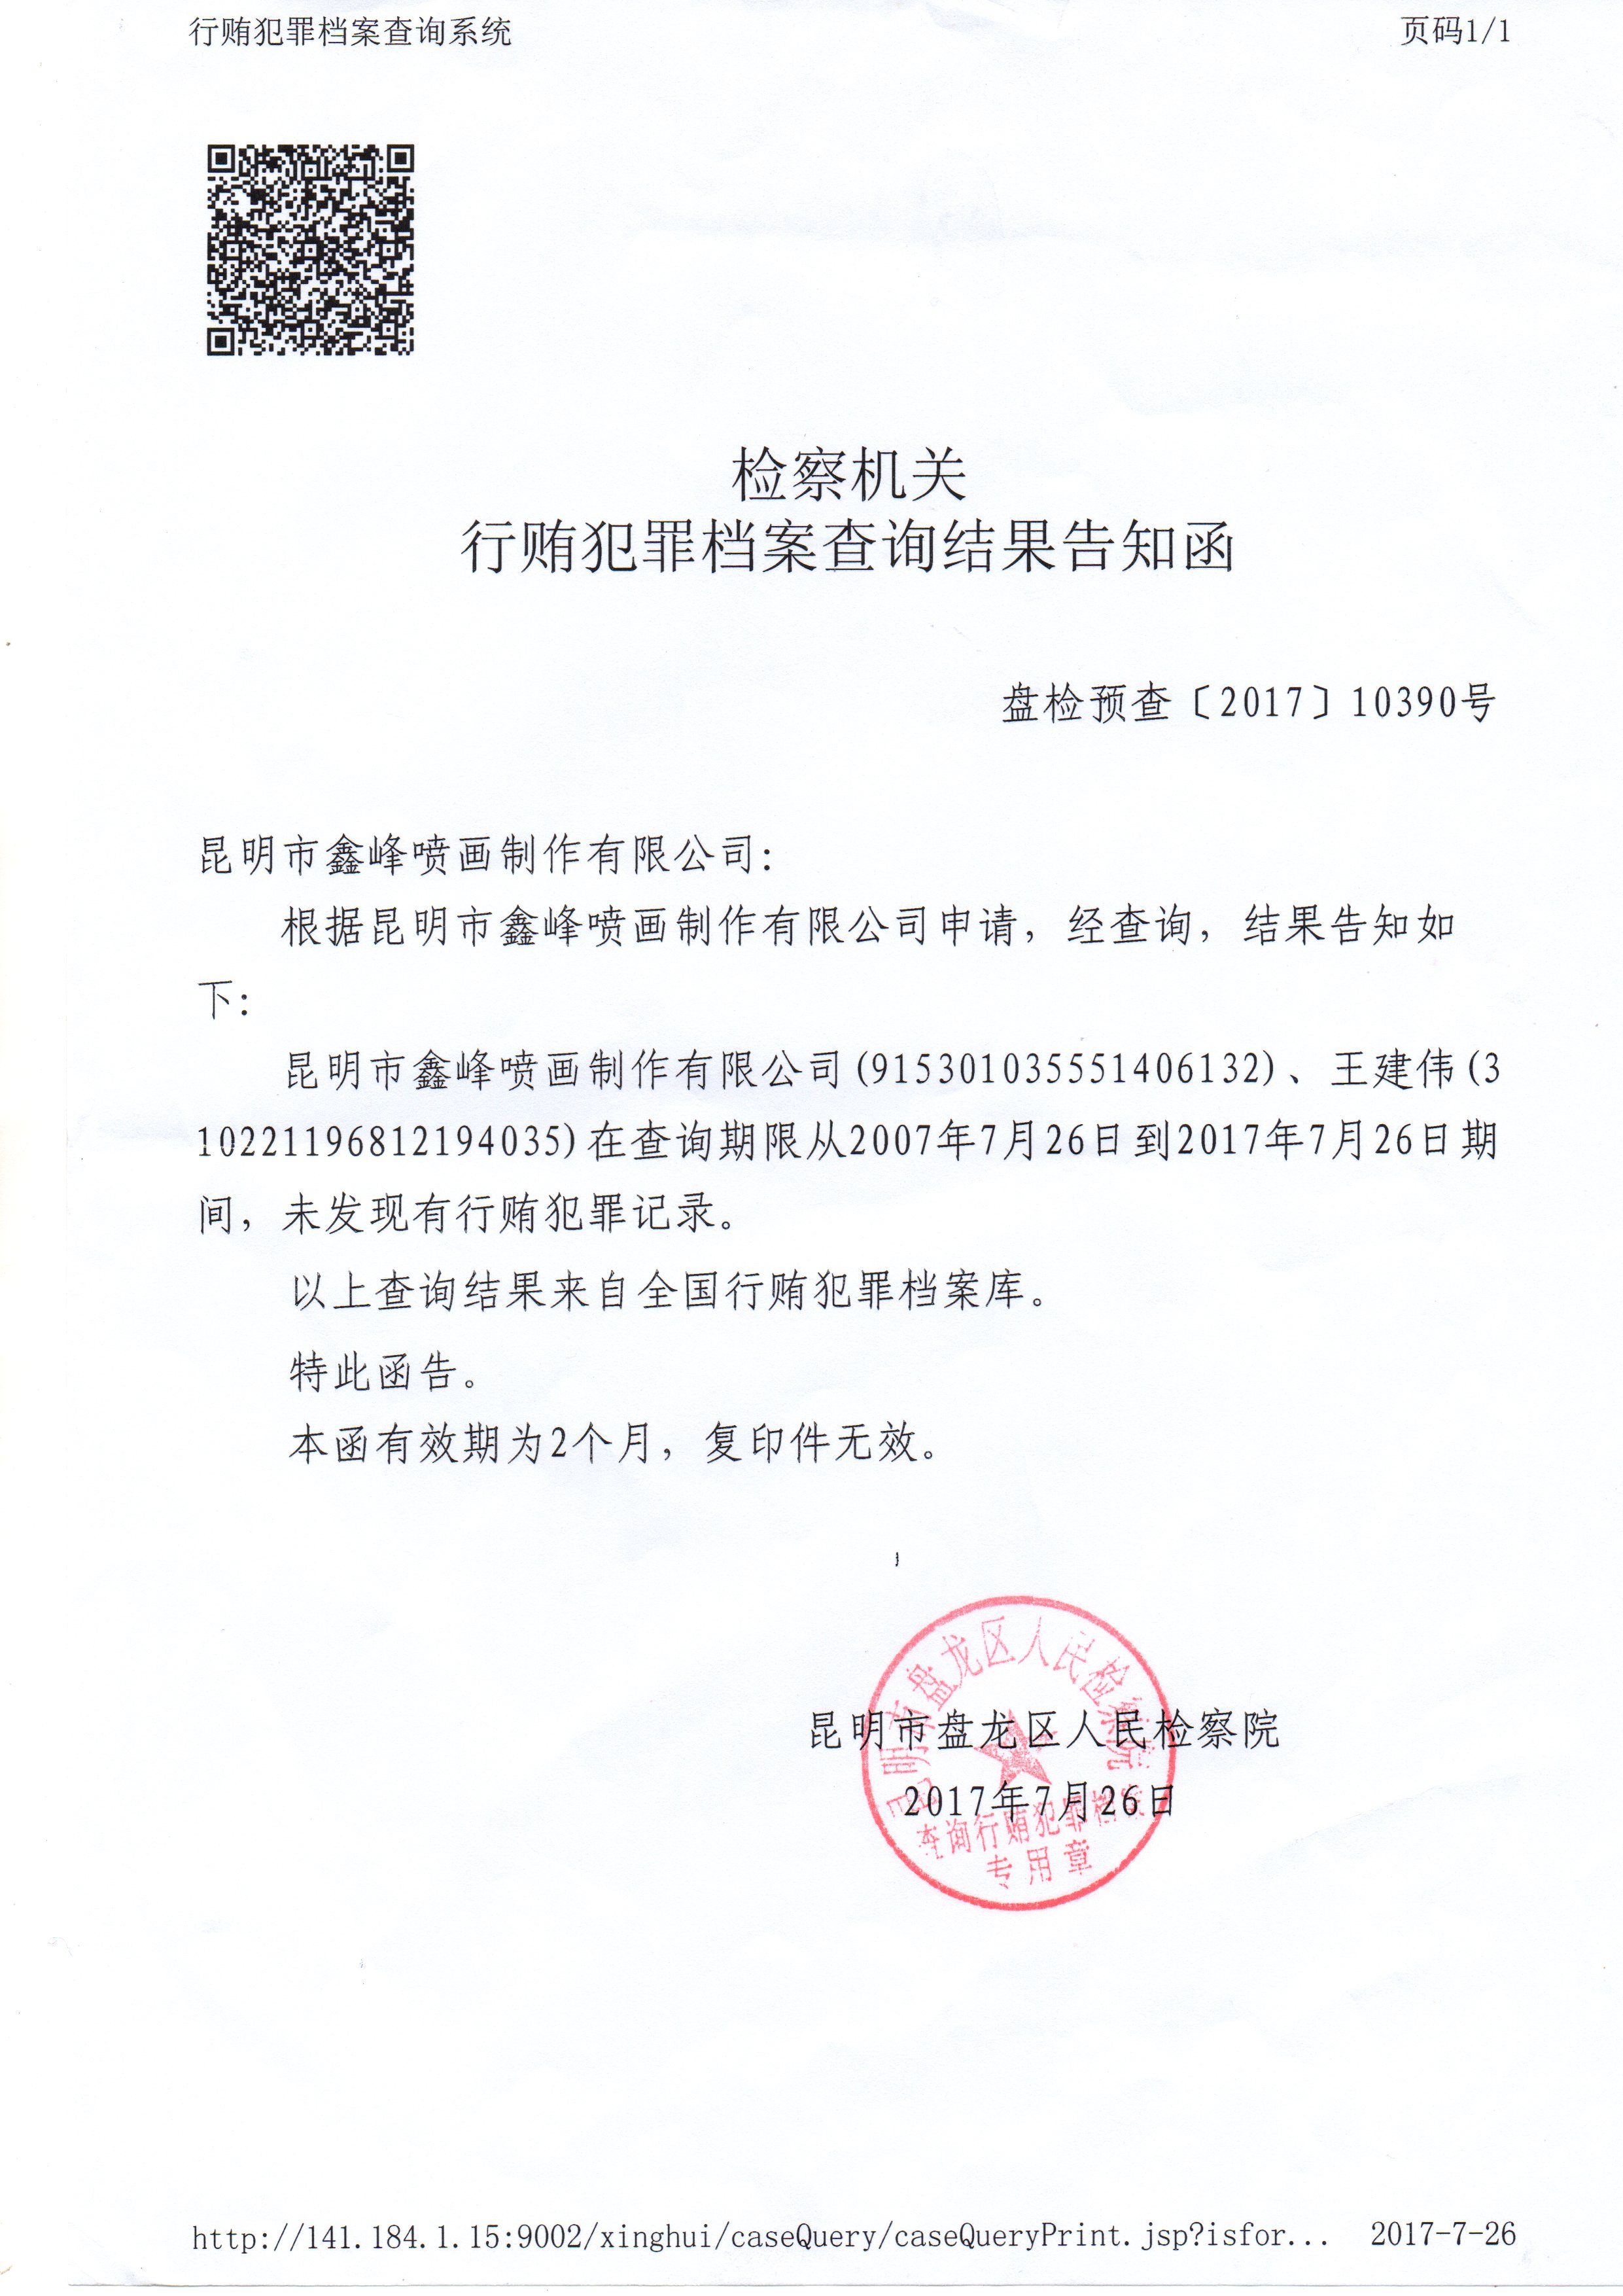 行贿犯罪档案查询系统 页码1/1
检察机关
行贿犯罪档案查询结果告知函
盘检预查〔2017〕10390号
昆明市鑫峰喷画制作有限公司：
根据昆明市鑫峰喷画制作有限公司申请，经查询，结果告知如
下：
昆明市鑫峰喷画制作有限公司(915301035551406132)、王建伟(3
10221196812194035)在查询期限从2007年7月26日到2017年7月26日期
间，未发现有行贿犯罪记录。
以上查询结果来自全国行贿犯罪档案库。
特此函告。
本函有效期为2个月，复印件无效。
昆明市盘龙区人民检察院
昆明市盘龙区人民检察院
2017年7月26日
查询行贿犯罪档案
专用章
http://141.184.1.15:9002/xinghui/caseQuery/caseQueryPrint.jsp?isfor... 2017-7-26